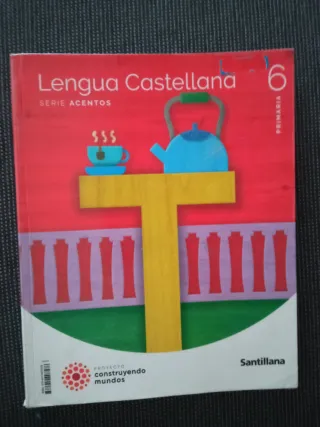 Lengua Castellana
SERIE ACENTOS
6
PRIMARIA
PROYECTO
construyendo
mundos
Santillana